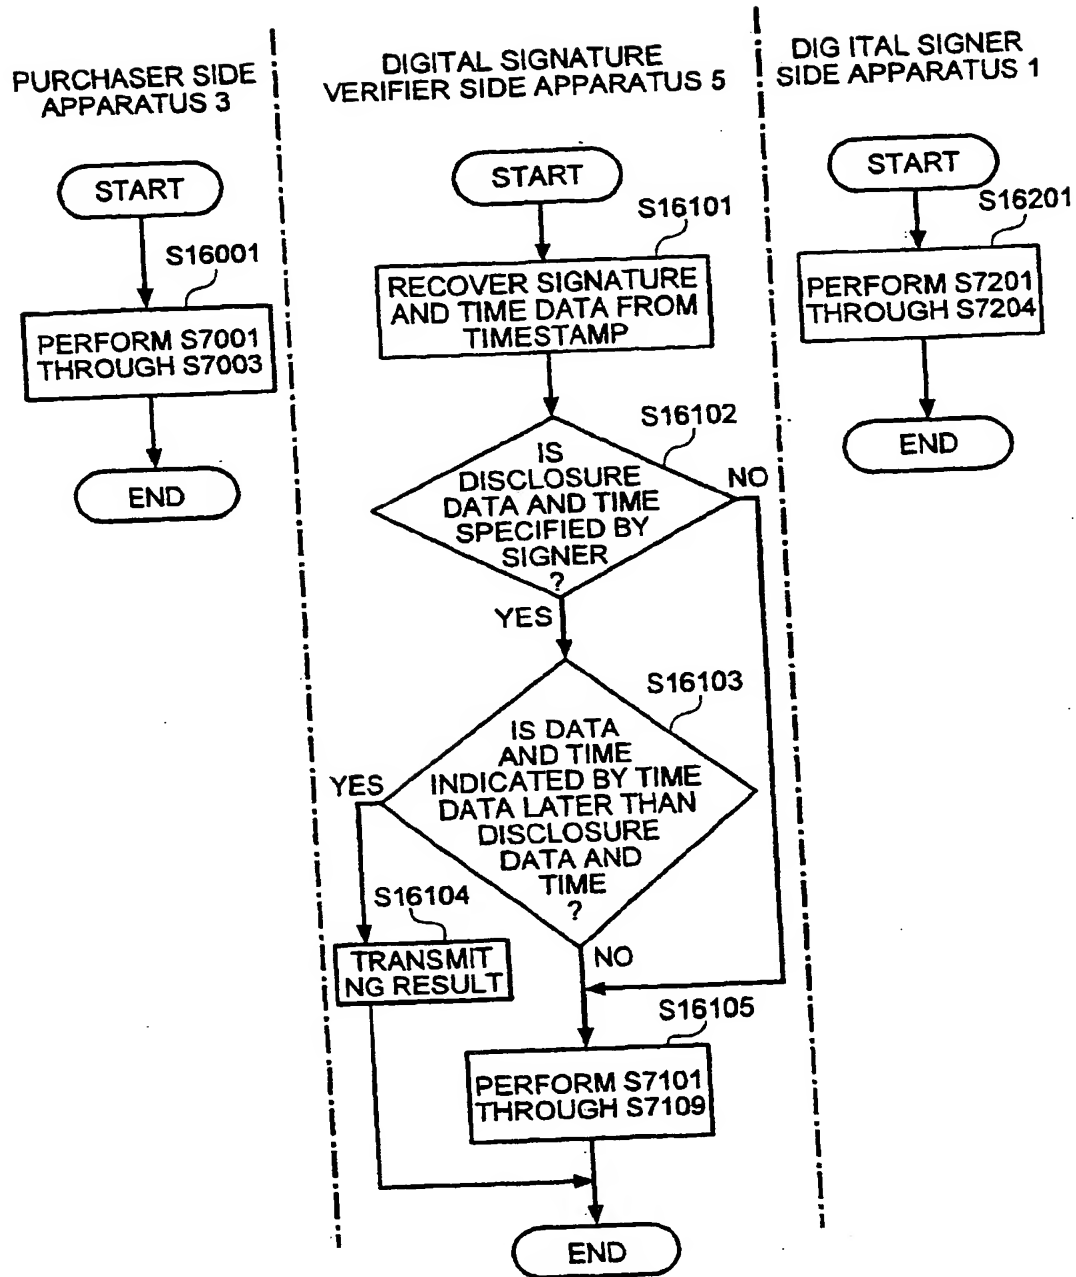 PURCHASER SIDE
APPARATUS 3
START
S16001
PERFORM S7001
THROUGH S7003
END
DIGITAL SIGNATURE
VERIFIER SIDE APPARATUS 5
START
S16101
RECOVER SIGNATURE
AND TIME DATA FROM
TIMESTAMP
S16102
IS
DISCLOSURE
DATA AND TIME
SPECIFIED BY
SIGNER
?
NO
YES
S16103
IS DATA
AND TIME
INDICATED BY TIME
DATA LATER THAN
DISCLOSURE
DATA AND
TIME
?
YES
S16104
TRANSMIT
NG RESULT
NO
S16105
PERFORM S7101
THROUGH S7109
END
DIG ITAL SIGNER
SIDE APPARATUS 1
START
S16201
PERFORM S7201
THROUGH S7204
END